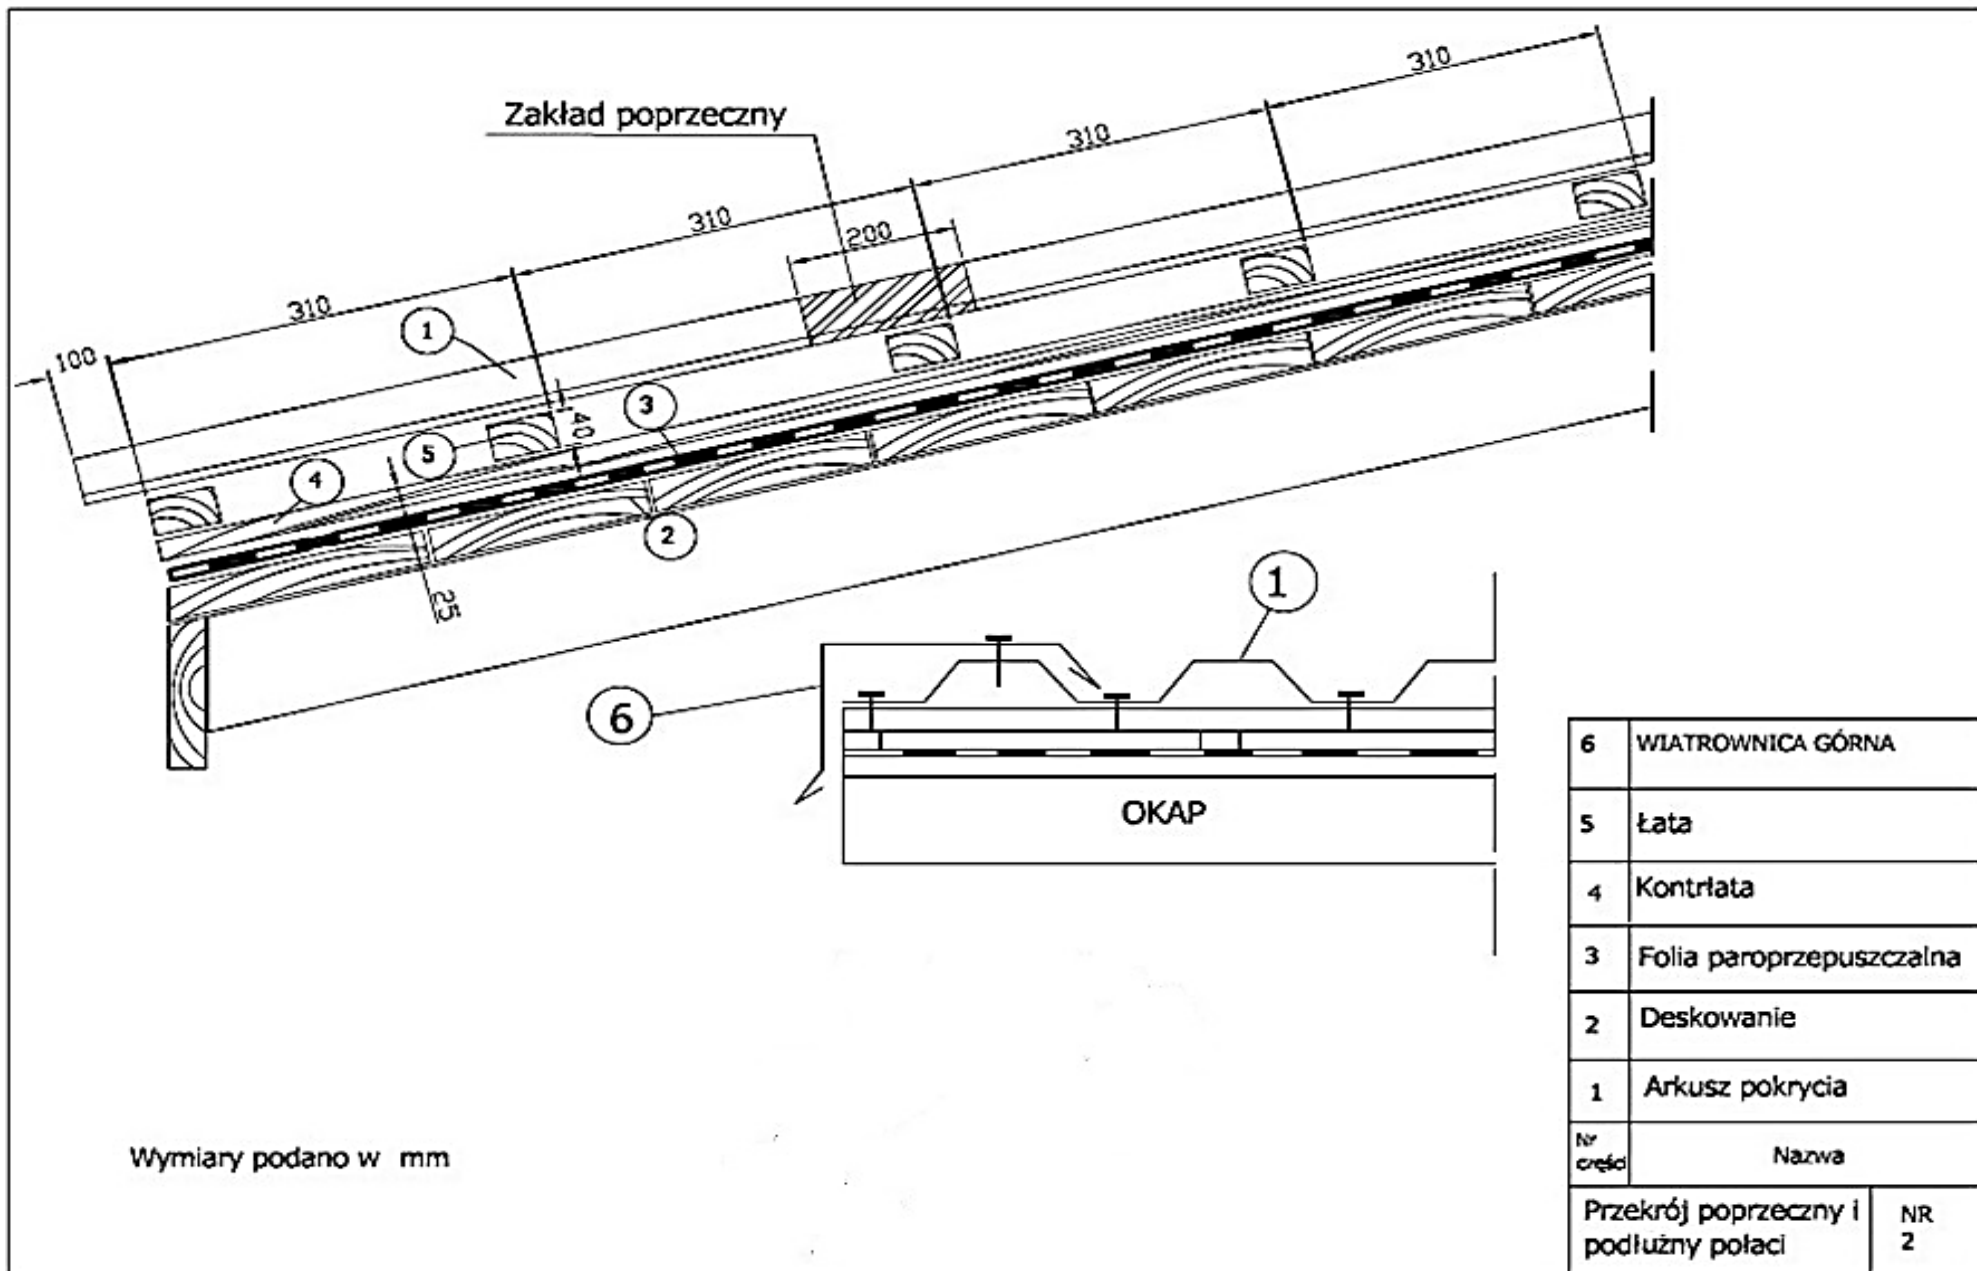 310
310
Zakład poprzeczny
310
200
310
100
1
40
3
5
4
2
25
1
6
OKAP
6 WIATROWNICA GÓRNA
5 Łata
4 Kontrłata
3 Folia paroprzepuszczalna
2 Deskowanie
1 Arkusz pokrycia
Nr części Nazwa
Przekrój poprzeczny i podłużny połaci
NR 2
Wymiary podano w mm